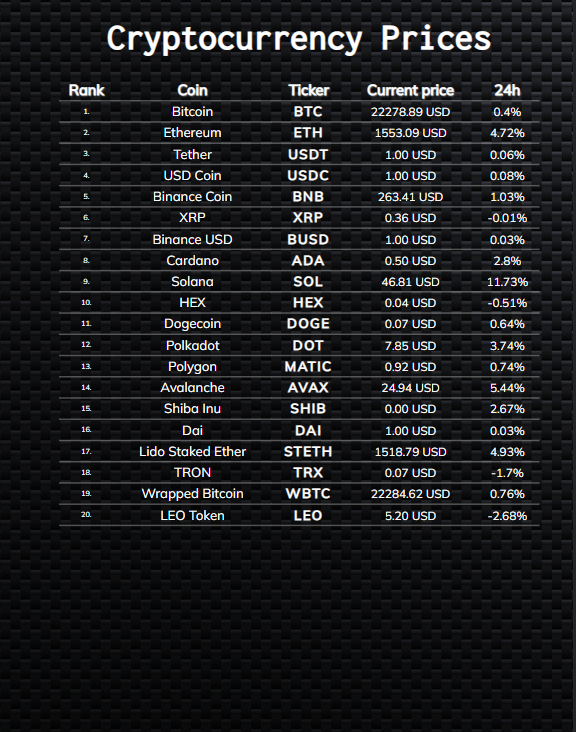 Cryptocurrency Prices
Rank Coin Ticker Current price 24h
1. Bitcoin BTC 22278.89 USD 0.4%
2. Ethereum ETH 1553.09 USD 4.72%
3. Tether USDT 1.00 USD 0.06%
4. USD Coin USDC 1.00 USD 0.08%
5. Binance Coin BNB 263.41 USD 1.03%
6. XRP XRP 0.36 USD -0.01%
7. Binance USD BUSD 1.00 USD 0.03%
8. Cardano ADA 0.50 USD 2.8%
9. Solana SOL 46.81 USD 11.73%
10. HEX HEX 0.04 USD -0.51%
11. Dogecoin DOGE 0.07 USD 0.64%
12. Polkadot DOT 7.85 USD 3.74%
13. Polygon MATIC 0.92 USD 0.74%
14. Avalanche AVAX 24.94 USD 5.44%
15. Shiba Inu SHIB 0.00 USD 2.67%
16. Dai DAI 1.00 USD 0.03%
17. Lido Staked Ether STETH 1518.79 USD 4.93%
18. TRON TRX 0.07 USD -1.7%
19. Wrapped Bitcoin WBTC 22284.62 USD 0.76%
20. LEO Token LEO 5.20 USD -2.68%